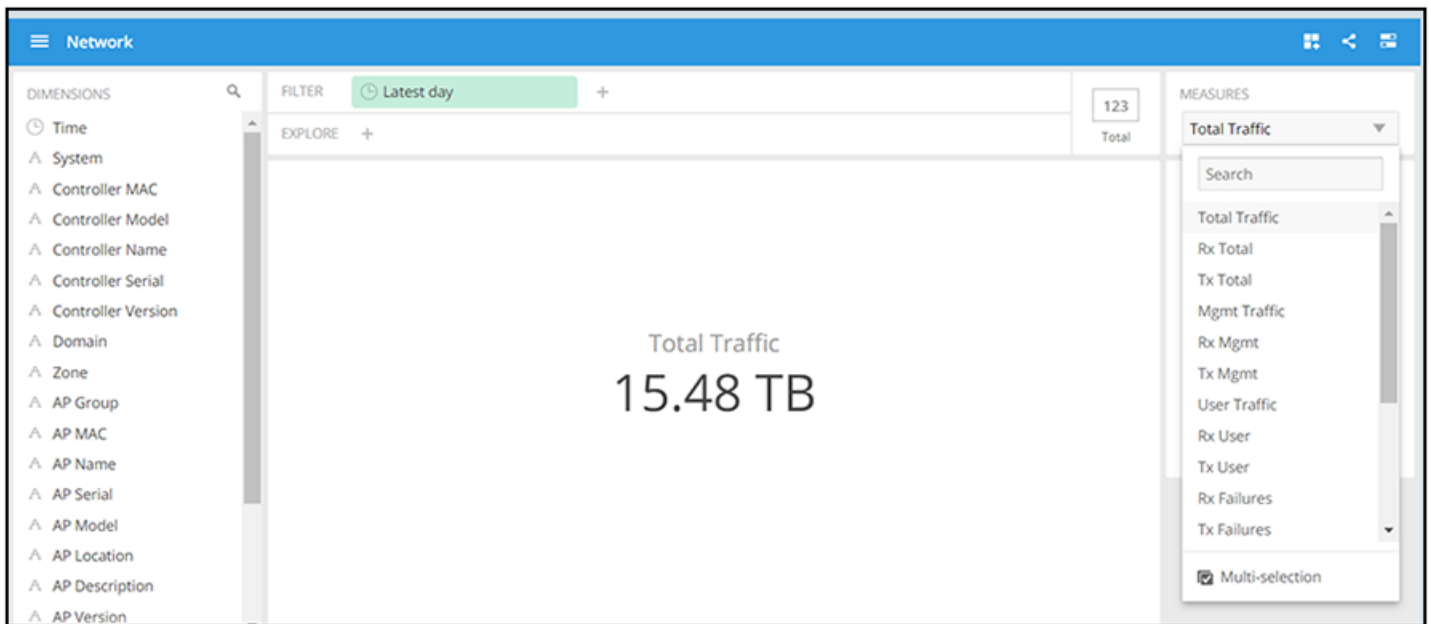 Network
DIMENSIONS
Time
System
Controller MAC
Controller Model
Controller Name
Controller Serial
Controller Version
Domain
Zone
AP Group
AP MAC
AP Name
AP Serial
AP Model
AP Location
AP Description
AP Version
FILTER
Latest day
+
EXPLORE +
123
Total
Total Traffic
15.48 TB
MEASURES
Total Traffic
Search
Total Traffic
Rx Total
Tx Total
Mgmt Traffic
Rx Mgmt
Tx Mgmt
User Traffic
Rx User
Tx User
Rx Failures
Tx Failures
Multi-selection